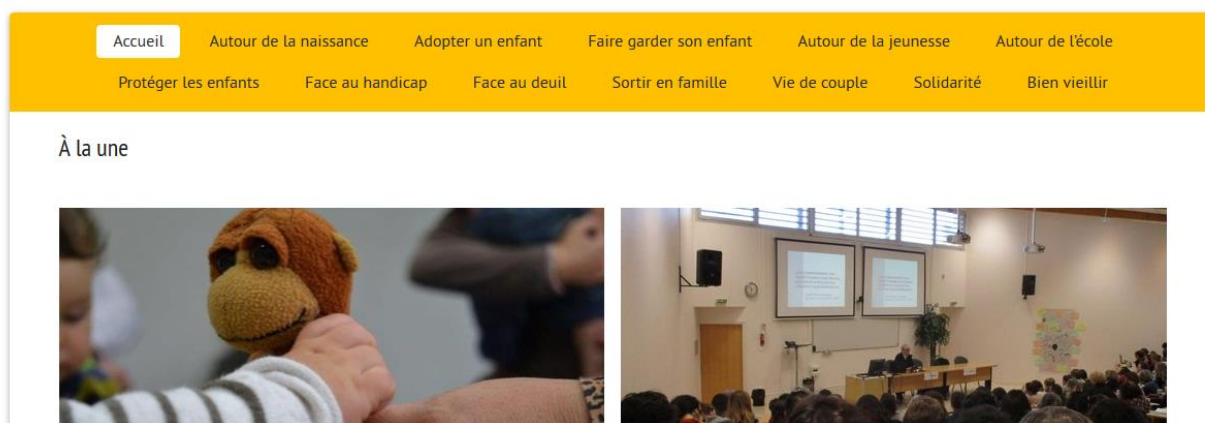 Accueil Autour de la naissance Adopter un enfant Faire garder son enfant Autour de la jeunesse Autour de l'école
Protéger les enfants Face au handicap Face au deuil Sortir en famille Vie de couple Solidarité Bien vieillir
À la une